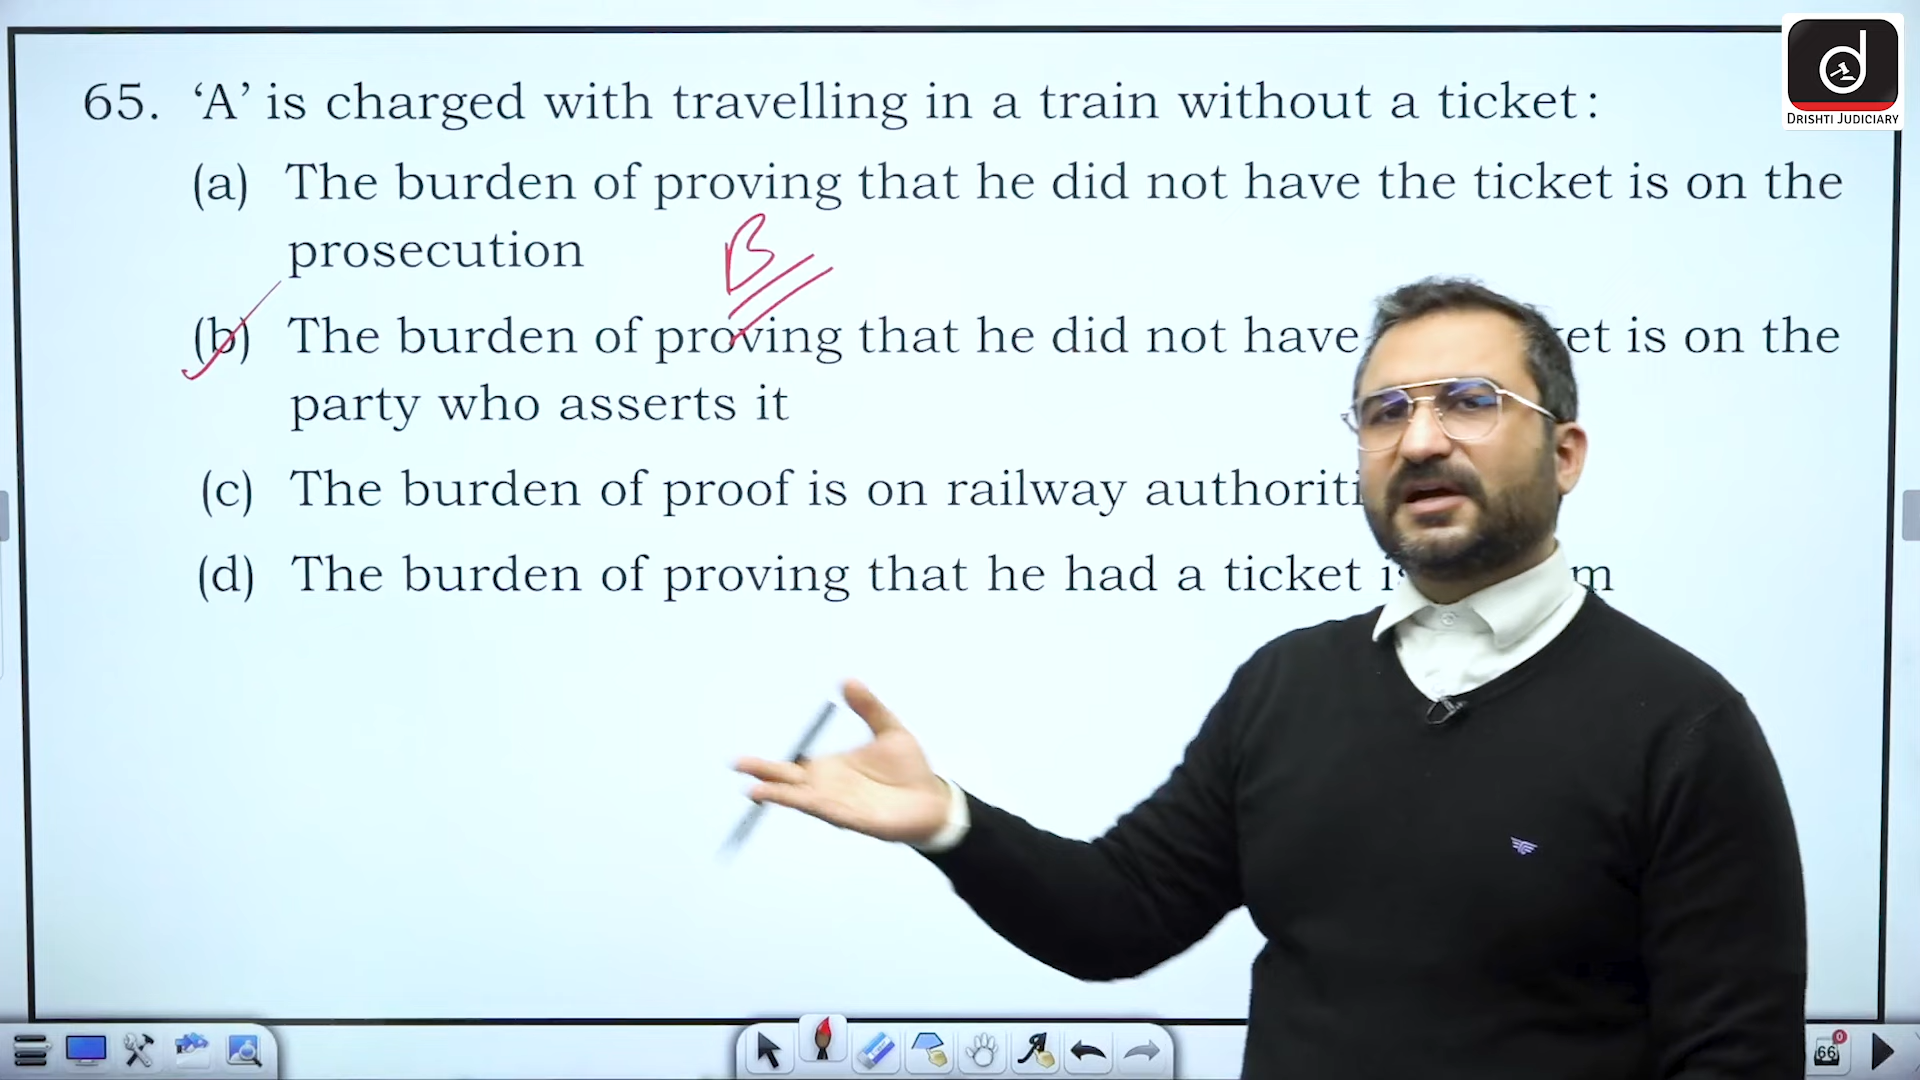 65. ‘A’ is charged with travelling in a train without a ticket:
(a) The burden of proving that he did not have the ticket is on the
prosecution
B
(b) The burden of proving that he did not have et is on the
party who asserts it
(c) The burden of proof is on railway authoriti
(d) The burden of proving that he had a ticket m
DRISHTI JUDICIARY
66
0